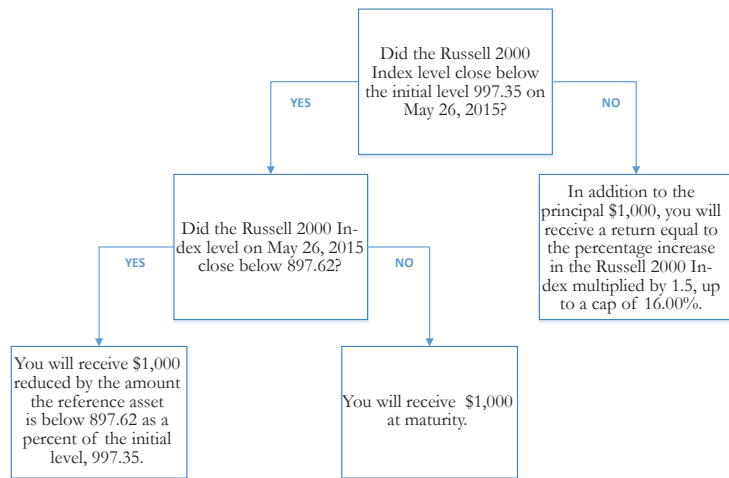 Did the Russell 2000
Index level close below
the initial level 997.35 on
May 26, 2015?
YES
NO
Did the Russell 2000 In-
dex level on May 26, 2015
close below 897.62?
In addition to the
principal $1,000, you will
receive a return equal to
the percentage increase
in the Russell 2000 In-
dex multiplied by 1.5, up
to a cap of 16.00%.
YES
NO
You will receive $1,000
reduced by the amount
the reference asset
is below 897.62 as a
percent of the initial
level, 997.35.
You will receive $1,000
at maturity.